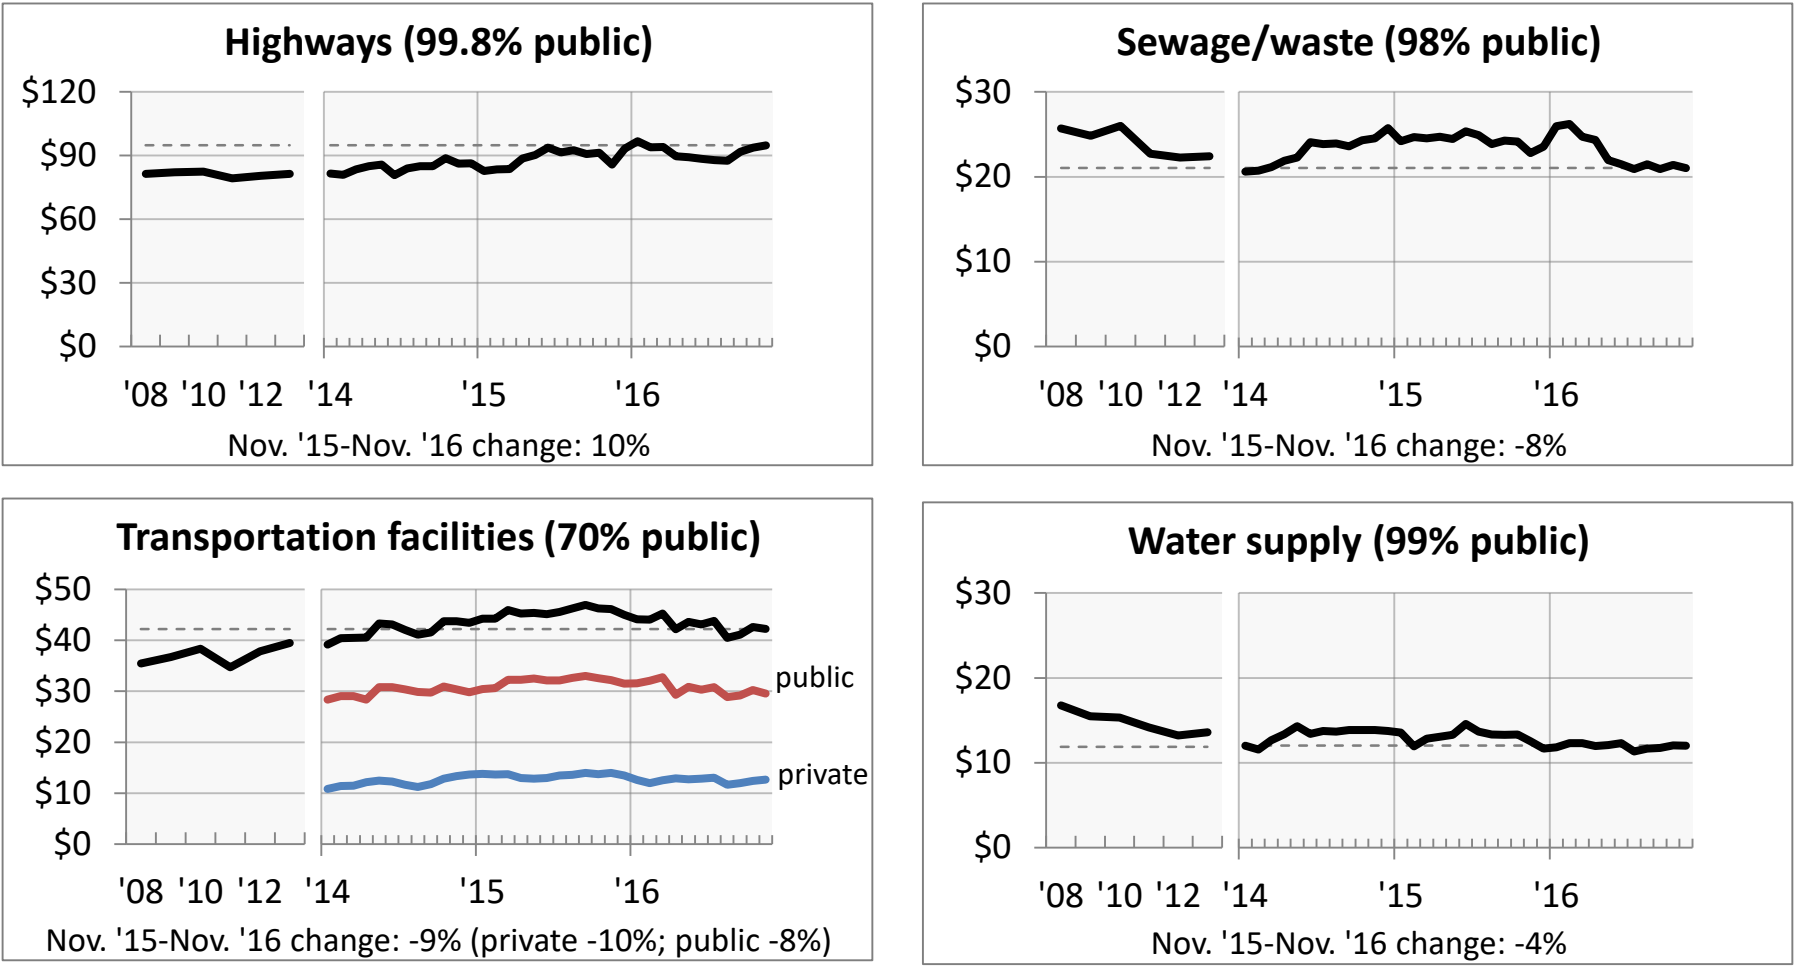 Highways (99.8% public)
$120
$90
$60
$30
$0
'08 '10 '12 '14 '15 '16
Nov. '15-Nov. '16 change: 10%
Sewage/waste (98% public)
$30
$20
$10
$0
'08 '10 '12 '14 '15 '16
Nov. '15-Nov. '16 change: -8%
Transportation facilities (70% public)
$50
$40
$30
$20
$10
$0
public
private
'08 '10 '12 '14 '15 '16
Nov. '15-Nov. '16 change: -9% (private -10%; public -8%)
Water supply (99% public)
$30
$20
$10
$0
'08 '10 '12 '14 '15 '16
Nov. '15-Nov. '16 change: -4%